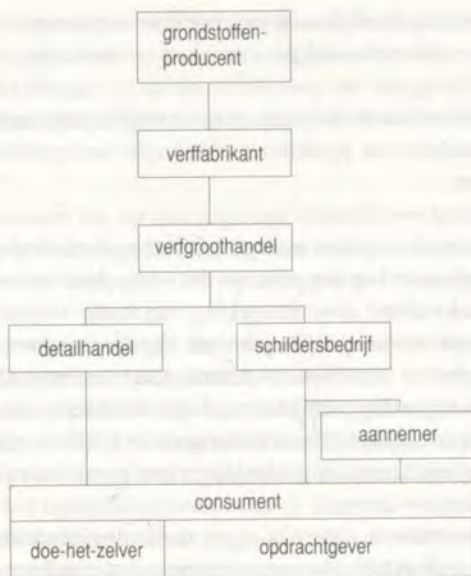 grondstoffen-
producent
verffabrikant
verfgroothandel
detailhandel
schildersbedrijf
aannemer
consument
doe-het-zelver
opdrachtgever